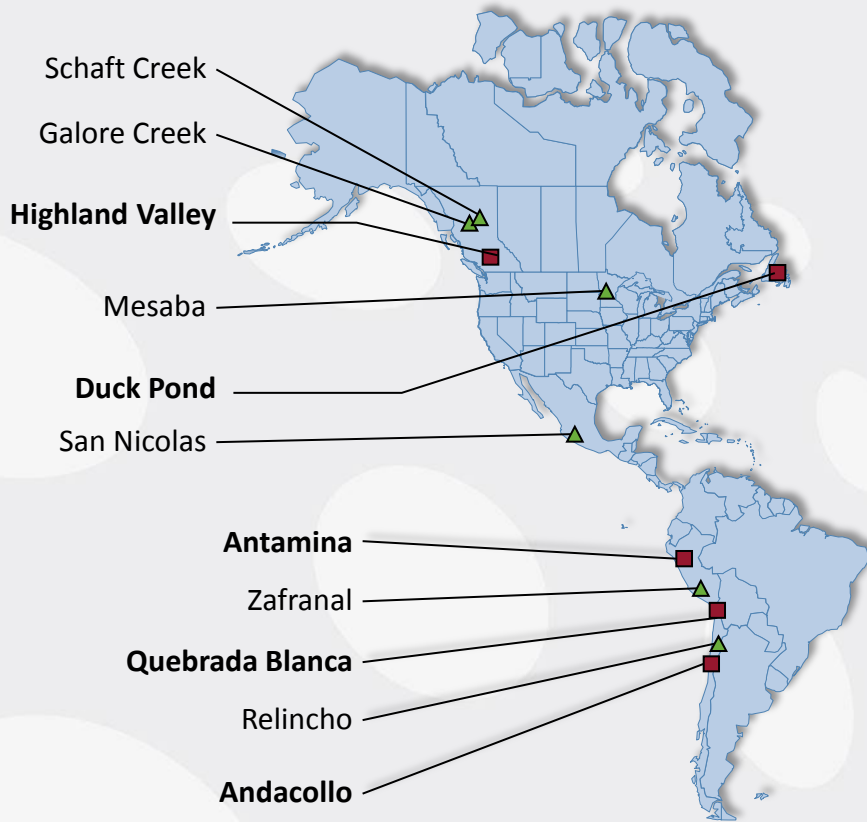 Schaft Creek
Galore Creek
Highland Valley
Mesaba
Duck Pond
San Nicolas
Antamina
Zafranal
Quebrada Blanca
Relincho
Andacollo